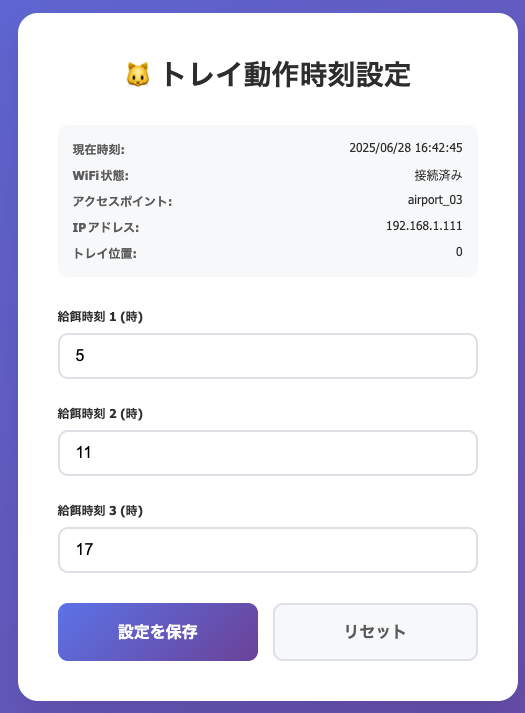 🐱 トレイ動作時刻設定
現在時刻: 2025/06/28 16:42:45
WiFi状態: 接続済み
アクセスポイント: airport_03
IPアドレス: 192.168.1.111
トレイ位置: 0
給餌時刻 1 (時)
5
給餌時刻 2 (時)
11
給餌時刻 3 (時)
17
設定を保存 リセット